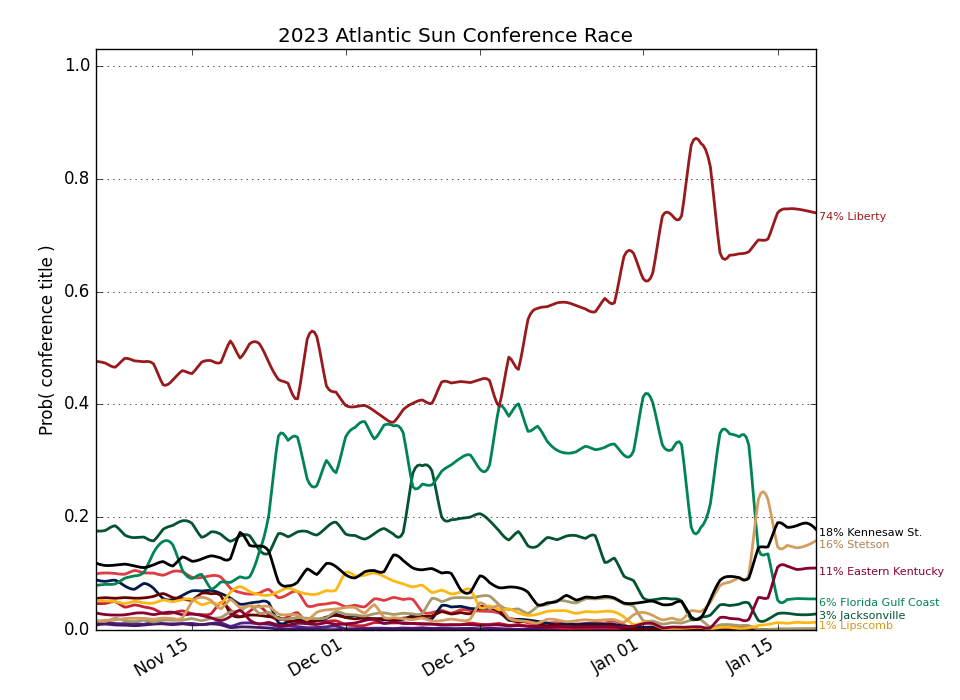 2023 Atlantic Sun Conference Race
Prob( conference title )
1.0
0.8
0.6
0.4
0.2
0.0
Nov 15
Dec 01
Dec 15
Jan 01
Jan 15
74% Liberty
18% Kennesaw St.
16% Stetson
11% Eastern Kentucky
6% Florida Gulf Coast
3% Jacksonville
1% Lipscomb